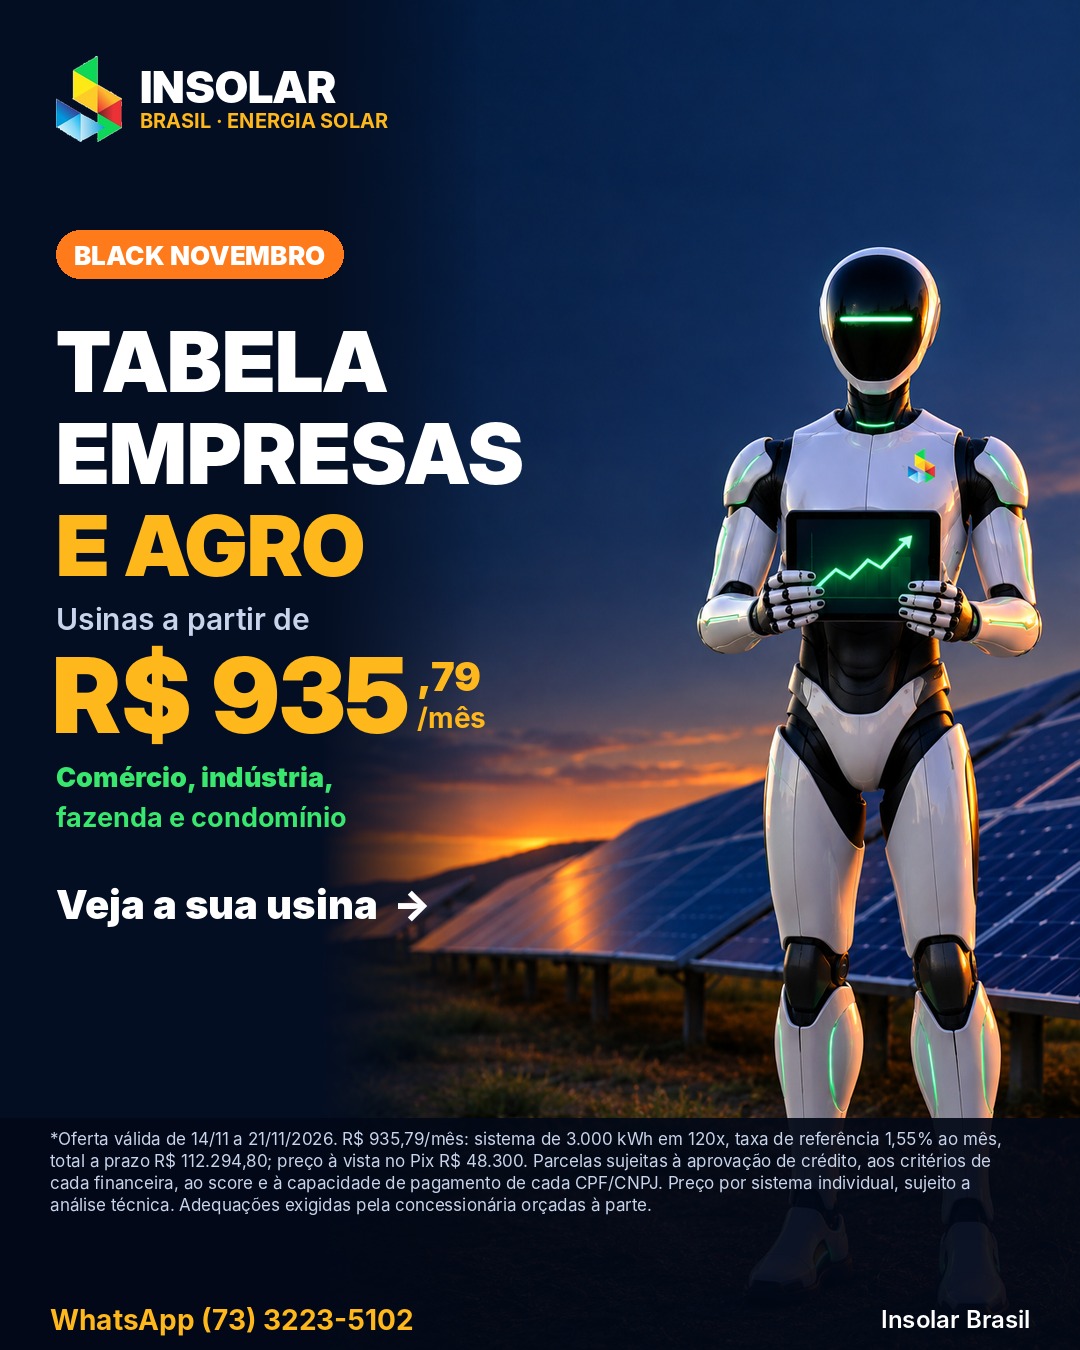 INSOLAR
BRASIL · ENERGIA SOLAR
BLACK NOVEMBRO
TABELA
EMPRESAS
E AGRO
Usinas a partir de
R$ 935,79
/mês
Comércio, indústria,
fazenda e condomínio
Veja a sua usina →
*Oferta válida de 14/11 a 21/11/2026. R$ 935,79/mês: sistema de 3.000 kWh em 120x, taxa de referência 1,55% ao mês,
total a prazo R$ 112.294,80; preço à vista no Pix R$ 48.300. Parcelas sujeitas à aprovação de crédito, aos critérios de
cada financeira, ao score e à capacidade de pagamento de cada CPF/CNPJ. Preço por sistema individual, sujeito a
análise técnica. Adequações exigidas pela concessionária orçadas à parte.
WhatsApp (73) 3223-5102
Insolar Brasil